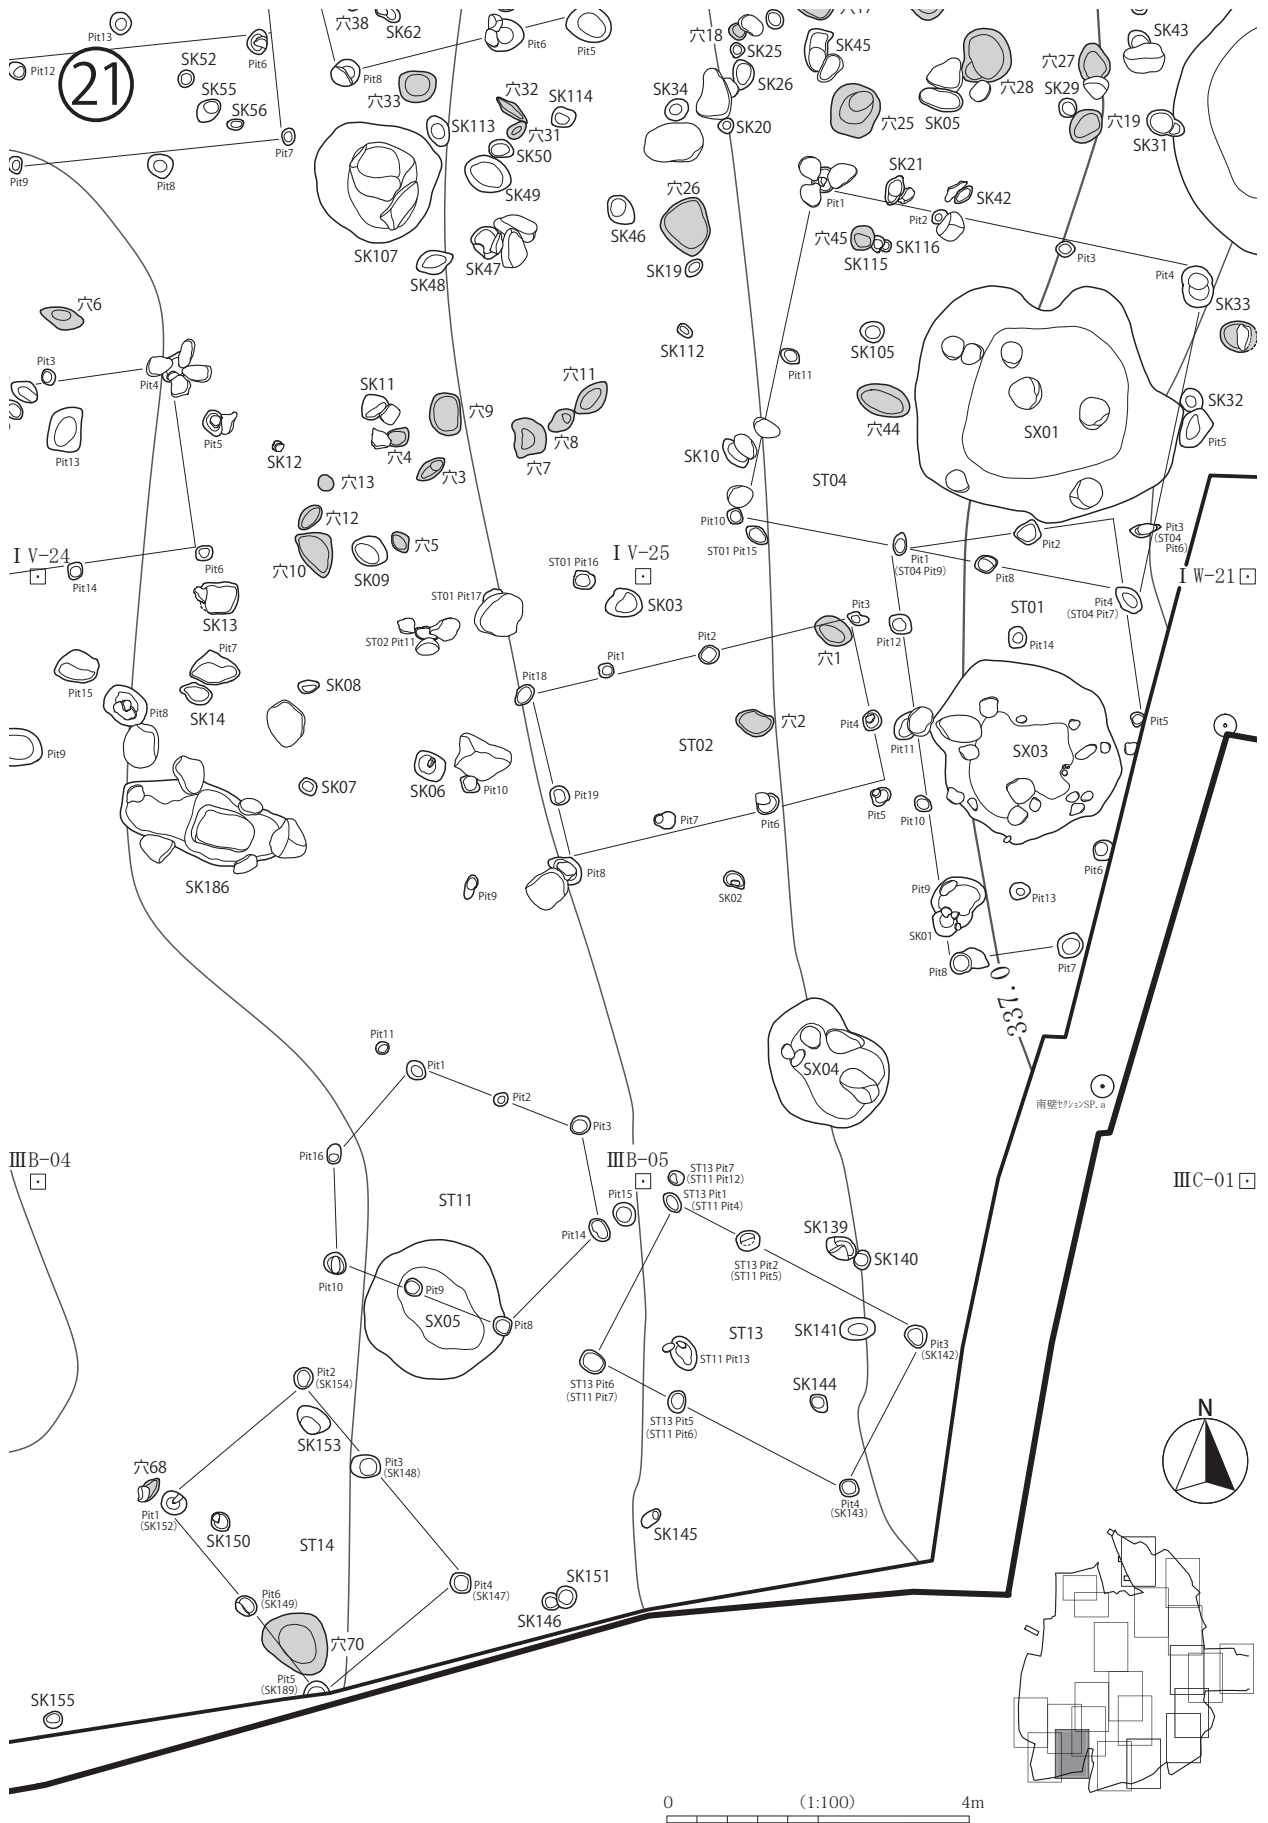 21
Pit13
Pit12
Pit6
SK52
SK55
SK56
Pit7
Pit9
Pit8
穴38
SK62
Pit8
Pit6
Pit5
穴33
穴32
SK114
穴31
SK113
SK50
SK49
SK107
SK47
SK48
穴18
SK25
SK26
SK34
SK20
SK45
穴17
穴25
SK05
穴28
穴27
SK29
穴19
SK43
SK31
SK46
穴26
SK19
Pit1
SK21
Pit2
SK42
穴45
SK115
SK116
Pit3
Pit4
SK33
穴6
Pit3
Pit4
Pit5
Pit13
SK112
Pit11
SK105
穴44
SX01
SK32
Pit5
SK11
穴9
穴11
穴8
穴7
穴4
穴3
SK12
穴13
穴12
穴10
SK09
穴5
SK10
ST04
Pit10
ST01 Pit15
Pit1
(ST04 Pit9)
Pit2
Pit8
Pit3
(ST04
Pit6)
Pit4
(ST04 Pit7)
Ⅰ V-24
Pit14
Pit6
SK13
Ⅰ V-25
ST01 Pit16
SK03
ST01 Pit17
ST02 Pit11
Ⅰ W-21
ST01
Pit14
Pit3
穴1
Pit12
Pit2
Pit1
Pit18
Pit15
Pit7
SK14
Pit8
Pit9
SK08
SK07
SK06
Pit10
ST02
穴2
Pit4
Pit11
SX03
Pit5
Pit19
Pit7
Pit6
Pit5
Pit10
SK186
Pit9
Pit8
SK02
Pit9
SK01
Pit13
Pit6
Pit8
Pit7
337.0
SX04
南壁ｾｸｼｮﾝSP.a
Pit11
Pit1
Pit2
Pit3
Pit16
ⅢB-04
ⅢB-05
ⅢC-01
ST11
Pit15
Pit14
ST13 Pit7
(ST11 Pit12)
ST13 Pit1
(ST11 Pit4)
ST13 Pit2
(ST11 Pit5)
SK139
SK140
Pit10
Pit9
SX05
Pit8
ST13
SK141
Pit3
(SK142)
ST11 Pit13
ST13 Pit6
(ST11 Pit7)
ST13 Pit5
(ST11 Pit6)
SK144
Pit4
(SK143)
Pit2
(SK154)
SK153
Pit3
(SK148)
穴68
Pit1
(SK152)
SK150
ST14
SK145
Pit6
(SK149)
Pit4
(SK147)
SK151
SK146
穴70
Pit5
(SK189)
SK155
N
0
(1:100)
4m